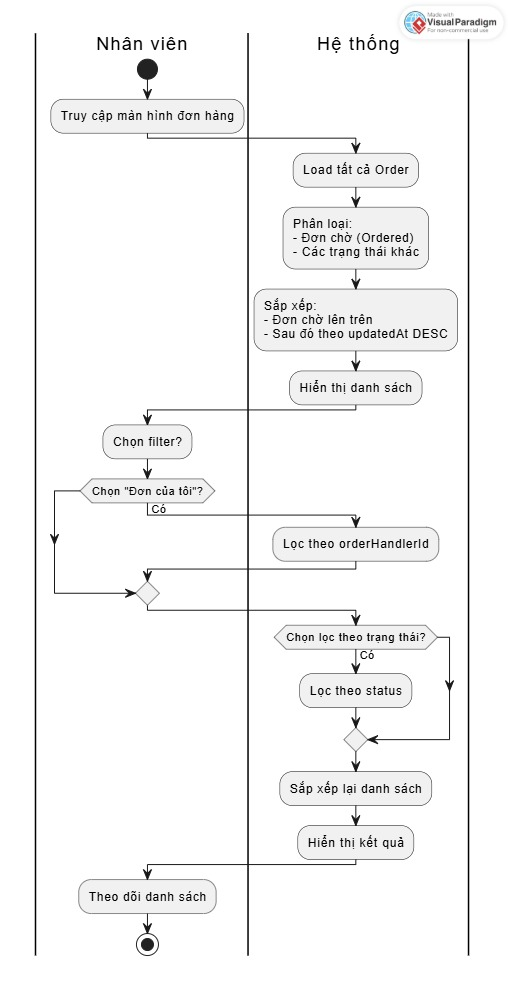 Made with
VisualParadigm
For non-commercial use
Nhân viên
Hệ thống
Truy cập màn hình đơn hàng
Load tất cả Order
Phân loại:
- Đơn chờ (Ordered)
- Các trạng thái khác
Sắp xếp:
- Đơn chờ lên trên
- Sau đó theo updatedAt DESC
Hiển thị danh sách
Chọn filter?
Chọn "Đơn của tôi"?
Có
Lọc theo orderHandlerId
Chọn lọc theo trạng thái?
Có
Lọc theo status
Sắp xếp lại danh sách
Hiển thị kết quả
Theo dõi danh sách